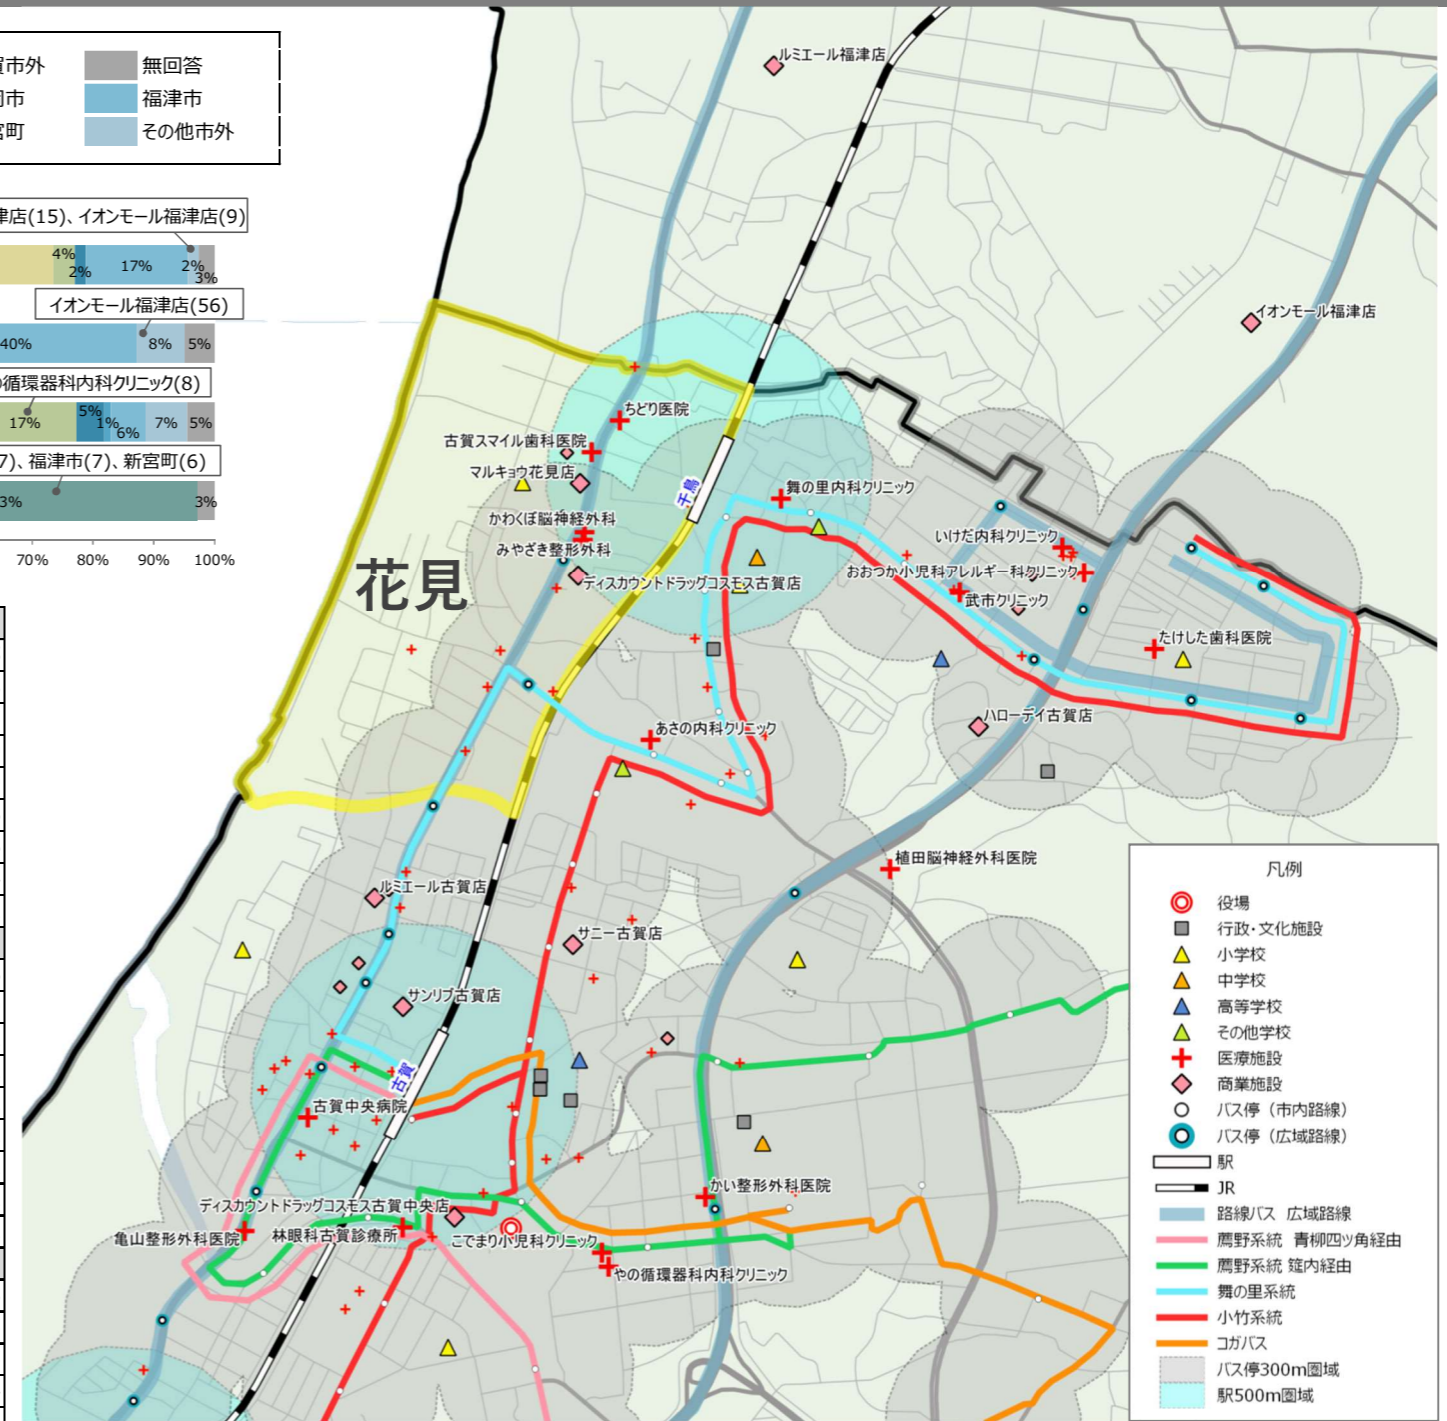 賀市外
無回答
岡市
福津市
宮町
その他市外
津店(15)、イオンモール福津店(9)
4%
2%
17%
2%
3%
イオンモール福津店(56)
40%
8%
5%
の循環器科内科クリニック(8)
17%
5%
1%
6%
7%
5%
7)、福津市(7)、新宮町(6)
3%
3%
70%
80%
90%
100%
花見
ルミエール福津店
イオンモール福津店
ちどり医院
古賀スマイル歯科医院
マルキョウ花見店
千鳥
舞の里内科クリニック
かわくぼ脳神経外科
みやざき整形外科
ディスカウントドラッグコスモス古賀店
いけだ内科クリニック
おおつか小児科アレルギー科クリニック
武市クリニック
たけした歯科医院
ハローデイ古賀店
あさの内科クリニック
植田脳神経外科医院
ルミエール古賀店
サニー古賀店
サンリブ古賀店
古賀
古賀中央病院
かい整形外科医院
ディスカウントドラッグコスモス古賀中央店
亀山整形外科医院
林眼科古賀診療所
こでまり小児科クリニック
やの循環器科内科クリニック
凡例
役場
行政・文化施設
小学校
中学校
高等学校
その他学校
医療施設
商業施設
バス停（市内路線）
バス停（広域路線）
駅
JR
路線バス 広域路線
薦野系統 青柳四ツ角経由
薦野系統 筵内経由
舞の里系統
小竹系統
コガバス
バス停300m圏域
駅500m圏域